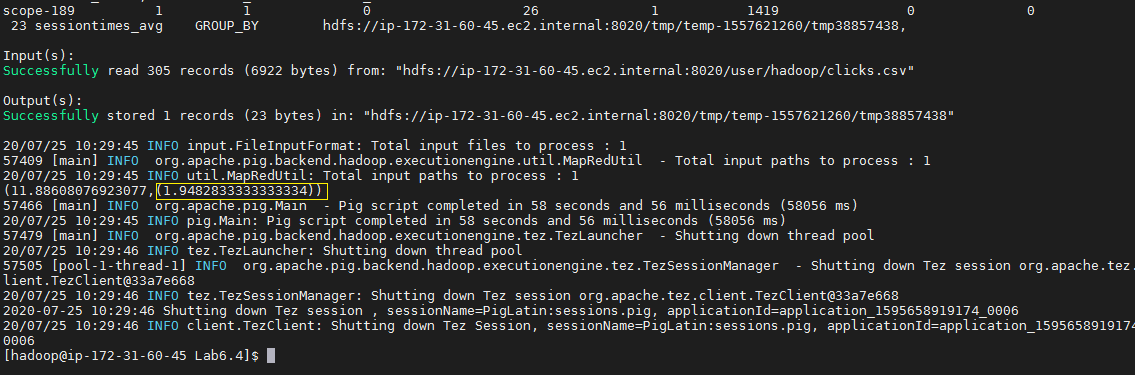 scope-189 1 1 0 26 1 1419 0 0
23 sessiontimes_avg GROUP_BY hdfs://ip-172-31-60-45.ec2.internal:8020/tmp/temp-1557621260/tmp38857438,
Input(s):
Successfully read 305 records (6922 bytes) from: "hdfs://ip-172-31-60-45.ec2.internal:8020/user/hadoop/clicks.csv"
Output(s):
Successfully stored 1 records (23 bytes) in: "hdfs://ip-172-31-60-45.ec2.internal:8020/tmp/temp-1557621260/tmp38857438"
20/07/25 10:29:45 INFO input.FileInputFormat: Total input files to process : 1
57409 [main] INFO  org.apache.pig.backend.hadoop.executionengine.util.MapRedUtil  - Total input paths to process : 1
20/07/25 10:29:45 INFO util.MapRedUtil: Total input paths to process : 1
(11.88608076923077,(1.9482833333333334))
57466 [main] INFO  org.apache.pig.Main  - Pig script completed in 58 seconds and 56 milliseconds (58056 ms)
20/07/25 10:29:45 INFO pig.Main: Pig script completed in 58 seconds and 56 milliseconds (58056 ms)
57479 [main] INFO  org.apache.pig.backend.hadoop.executionengine.tez.TezLauncher  - Shutting down thread pool
20/07/25 10:29:46 INFO tez.TezLauncher: Shutting down thread pool
57505 [pool-1-thread-1] INFO  org.apache.pig.backend.hadoop.executionengine.tez.TezSessionManager  - Shutting down Tez session org.apache.tez.c
lient.TezClient@33a7e668
20/07/25 10:29:46 INFO tez.TezSessionManager: Shutting down Tez session org.apache.tez.client.TezClient@33a7e668
2020-07-25 10:29:46 Shutting down Tez session , sessionName=PigLatin:sessions.pig, applicationId=application_1595658919174_0006
20/07/25 10:29:46 INFO client.TezClient: Shutting down Tez Session, sessionName=PigLatin:sessions.pig, applicationId=application_1595658919174_
0006
[hadoop@ip-172-31-60-45 Lab6.4]$